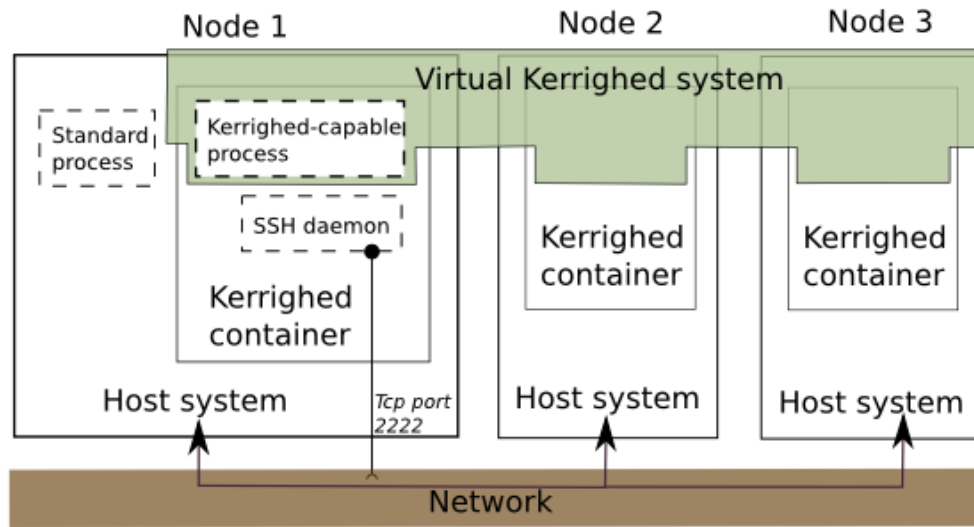 Node 1
Node 2
Node 3
Virtual Kerrighed system
Standard
process
Kerrighed-capable
process
SSH daemon
Kerrighed
container
Kerrighed
container
Kerrighed
container
Host system
Tcp port
2222
Host system
Host system
Network